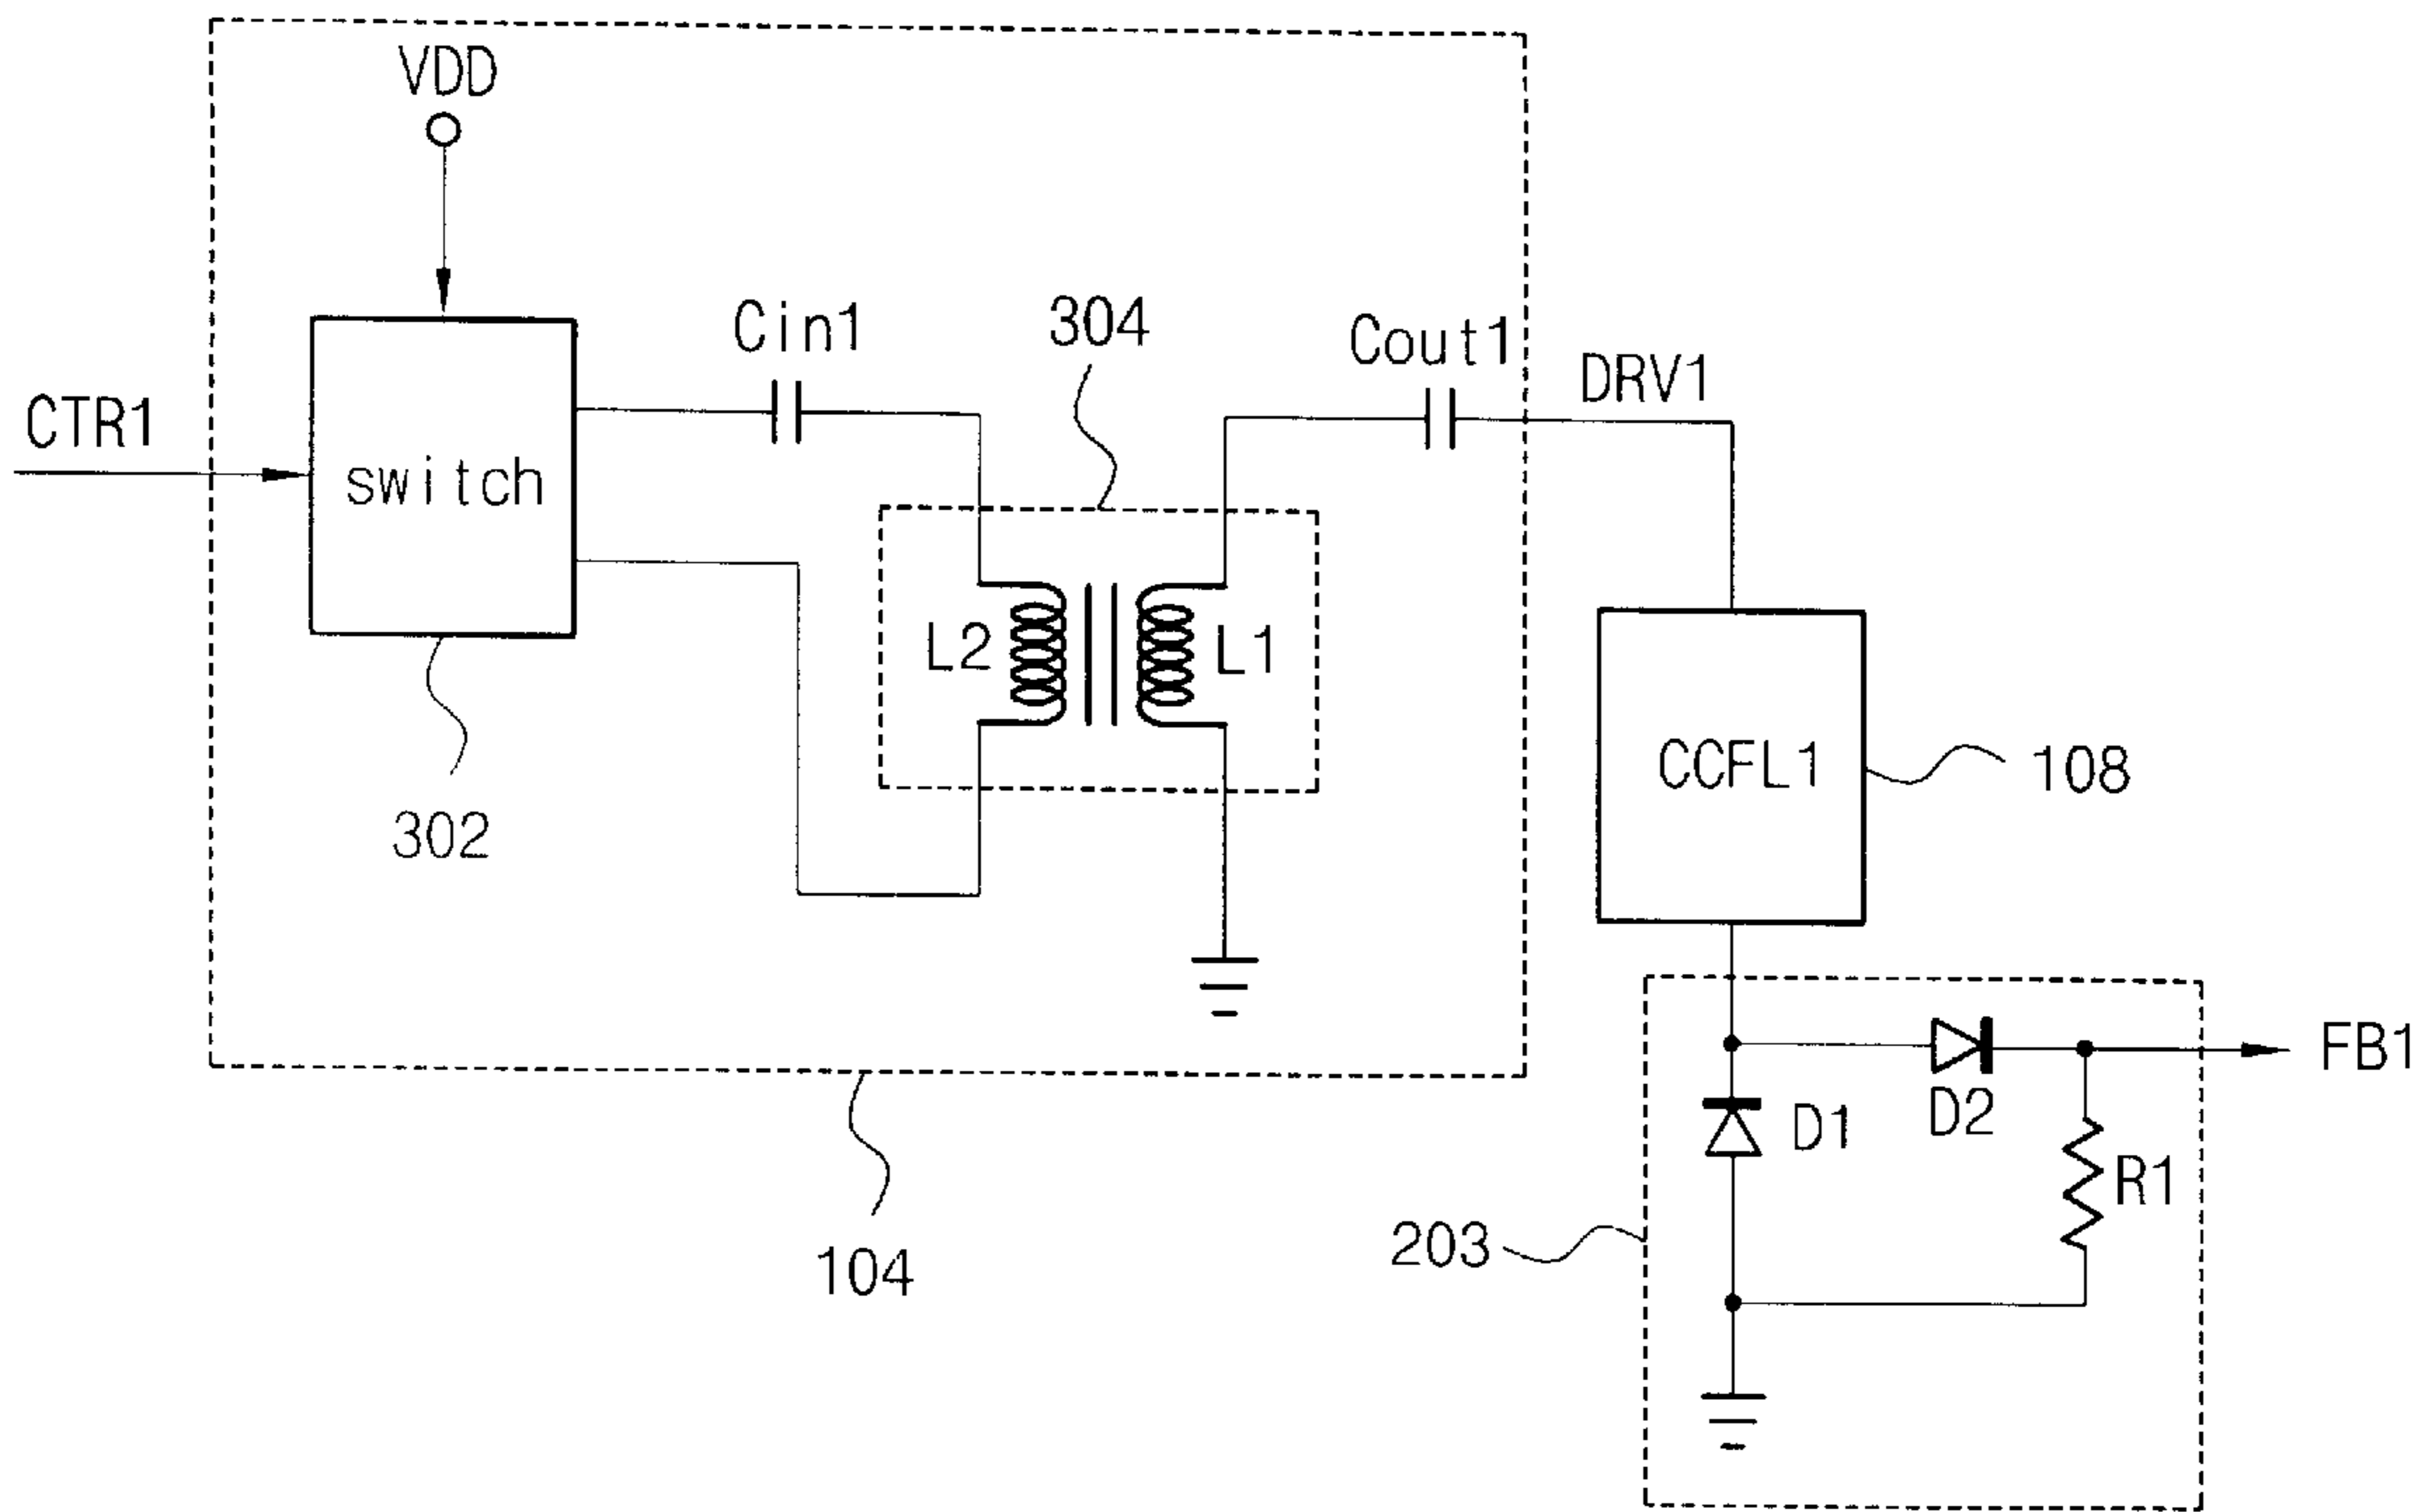 VDD
CTR1
switch
Cin1
304
Cout1
DRV1
L2
L1
302
CCFL1
108
104
D1
D2
R1
FB1
203